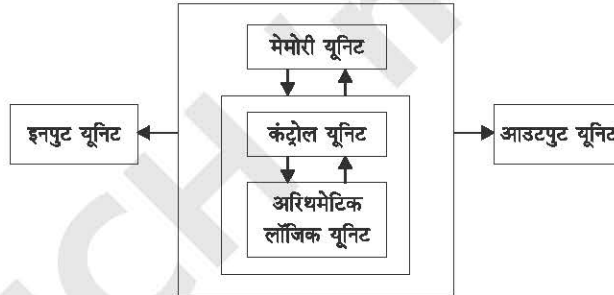 मेमोरी यूनिट
इनपुट यूनिट
कंट्रोल यूनिट
आउटपुट यूनिट
अरिथमेटिक
लॉजिक यूनिट